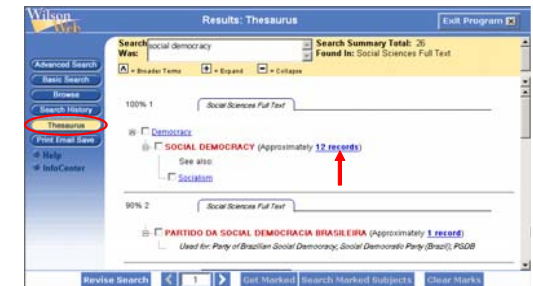 Wilson
Web
Results: Thesaurus
Exit Program
Search Was:
social democracy
Search Summary Total: 26
Found In: Social Sciences Full Text
A = Broader Terms
+ = Expand
- = Collapse
Advanced Search
Basic Search
Browse
Search History
Thesaurus
Print Email Save
Help
InfoCenter
100% 1
Social Sciences Full Text
Democracy
SOCIAL DEMOCRACY (Approximately 12 records)
See also:
Socialism
90% 2
Social Sciences Full Text
PARTIDO DA SOCIAL DEMOCRACIA BRASILEIRA (Approximately 1 record)
Used for: Party of Brazilian Social Democracy, Social Democratic Party (Brazil), PSDB
Revise Search
1
Get Marked
Search Marked Subjects
Clear Marks